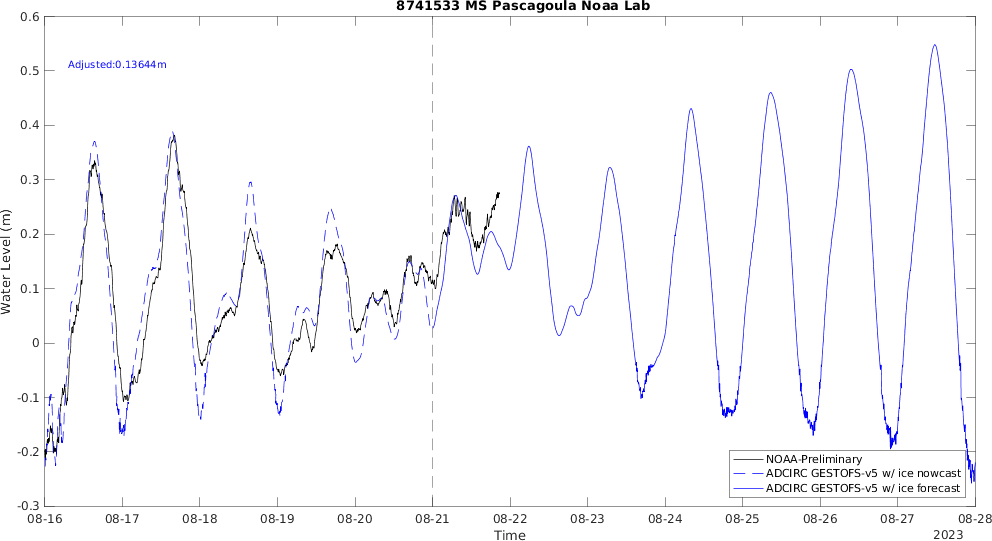 8741533 MS Pascagoula Noaa Lab
0.6
0.5
0.4
0.3
0.2
0.1
0
-0.1
-0.2
-0.3
Water Level (m)
Adjusted:0.13644m
NOAA-Preliminary
ADCIRC GESTOFS-v5 w/ ice nowcast
ADCIRC GESTOFS-v5 w/ ice forecast
08-16 08-17 08-18 08-19 08-20 08-21 08-22 08-23 08-24 08-25 08-26 08-27 08-28
Time
2023